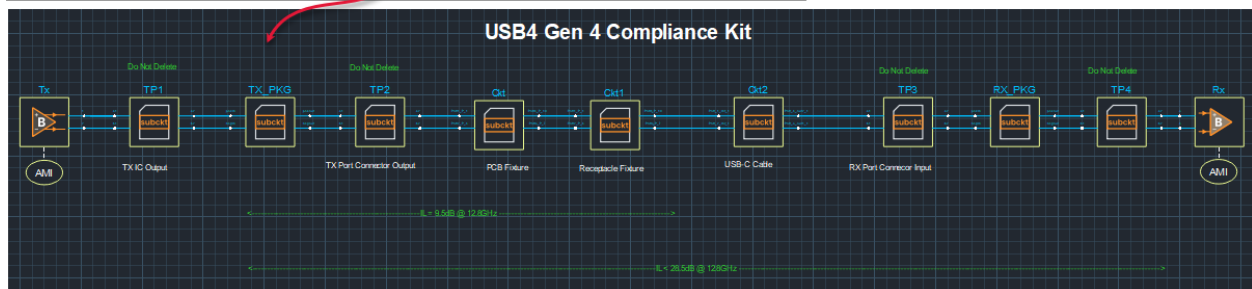 USB4 Gen 4 Compliance Kit
Do Not Delete
Do Not Delete
Do Not Delete
Do Not Delete
Tx
TP1
TX_PKG
TP2
Ckt
Ckt1
Ckt2
TP3
RX_PKG
TP4
Rx
B
subckt
subckt
subckt
subckt
subckt
subckt
subckt
subckt
subckt
B
AMI
TX IC Output
TX Port Connector Output
PCB Fixture
Receptacle Fixture
USB-C Cable
RX Port Connecor Input
AMI
IL = 9.5dB @ 12.8GHz
IL < 28.5dB @ 12.8GHz